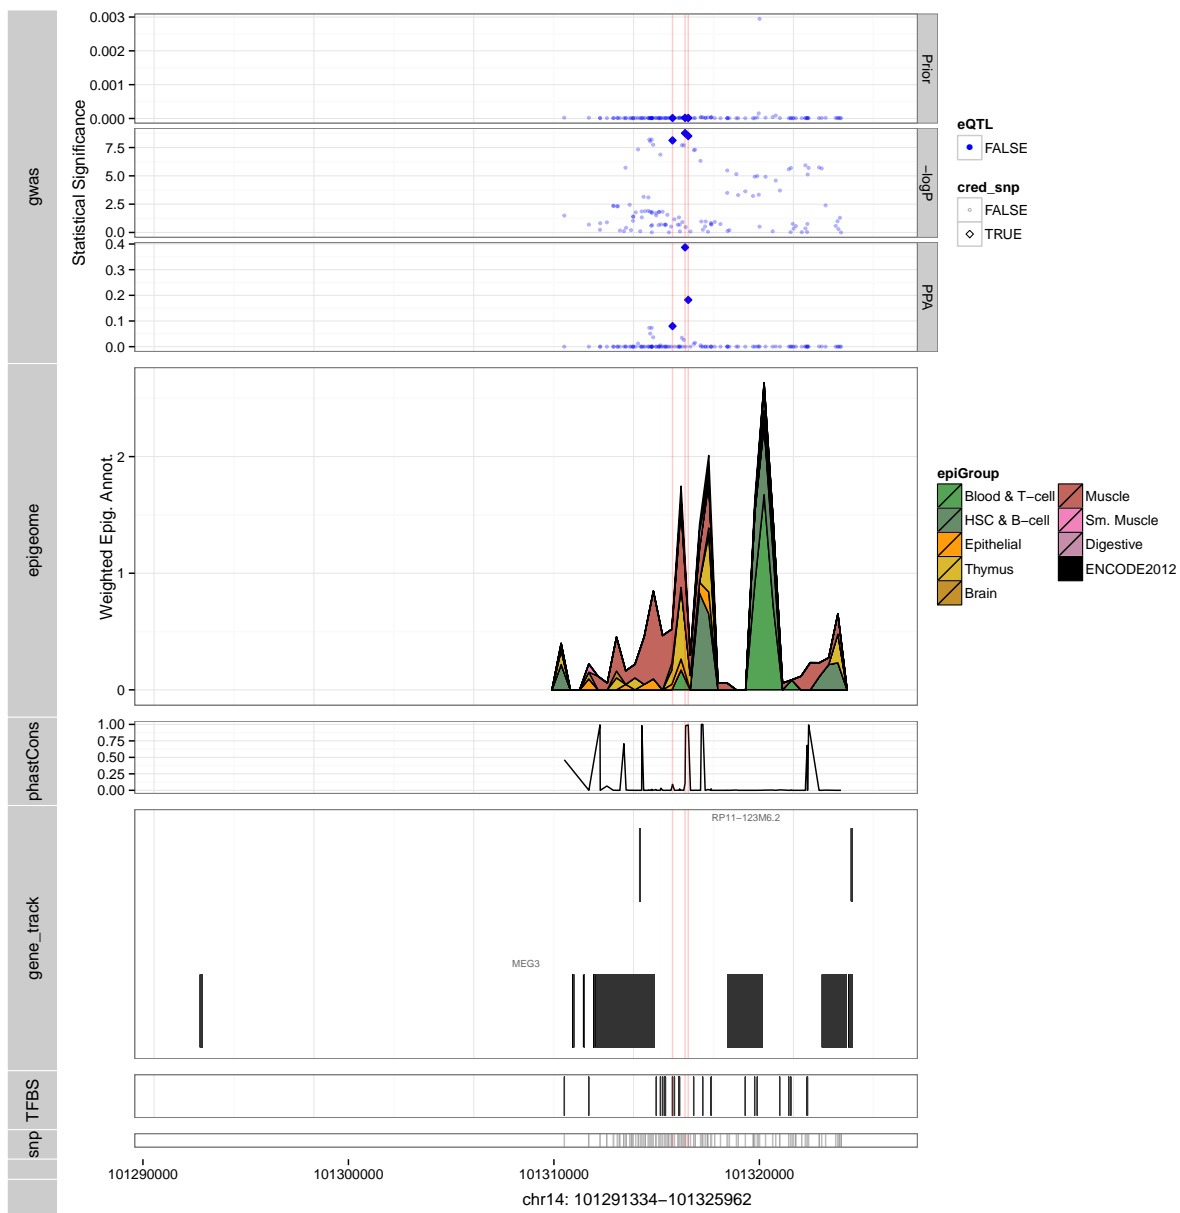 gwas
Statistical Significance
0.003
0.002
0.001
0.000
Prior
7.5
5.0
2.5
0.0
−logP
0.4
0.3
0.2
0.1
0.0
PPA
eQTL
FALSE
cred_snp
FALSE
TRUE
epigeome
Weighted Epig. Annot.
2
1
0
epiGroup
Blood & T−cell
HSC & B−cell
Epithelial
Thymus
Brain
Muscle
Sm. Muscle
Digestive
ENCODE2012
phastCons
1.00
0.75
0.50
0.25
0.00
gene_track
RP11−123M6.2
MEG3
TFBS
snp
101290000 101300000 101310000 101320000
chr14: 101291334−101325962